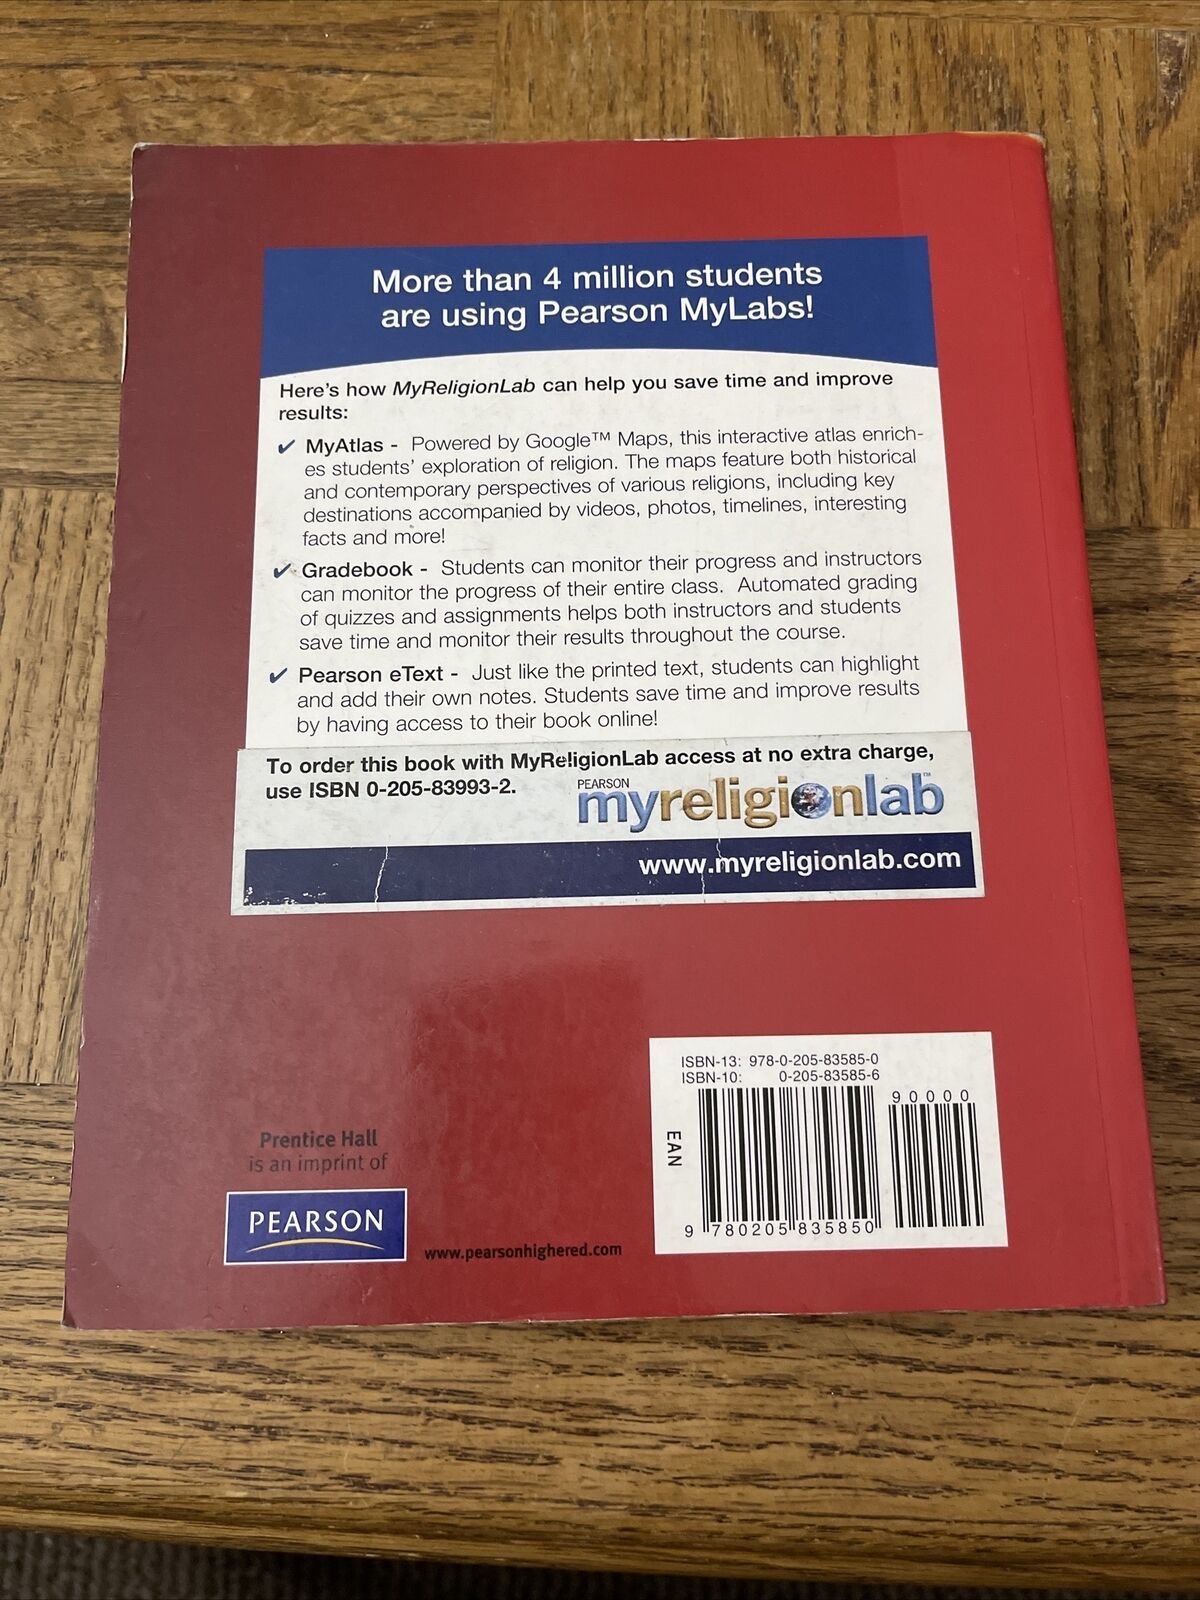 More than 4 million students
are using Pearson MyLabs!
Here's how MyReligionLab can help you save time and improve
results:
✔ MyAtlas - Powered by Google™ Maps, this interactive atlas enrich-
es students' exploration of religion. The maps feature both historical
and contemporary perspectives of various religions, including key
destinations accompanied by videos, photos, timelines, interesting
facts and more!
✔ Gradebook - Students can monitor their progress and instructors
can monitor the progress of their entire class. Automated grading
of quizzes and assignments helps both instructors and students
save time and monitor their results throughout the course.
✔ Pearson eText - Just like the printed text, students can highlight
and add their own notes. Students save time and improve results
by having access to their book online!
To order this book with MyReligionLab access at no extra charge,
use ISBN 0-205-83993-2.
PEARSON
myreligionlab™
www.myreligionlab.com
ISBN-13: 978-0-205-83585-0
ISBN-10: 0-205-83585-6
90000
EAN
9 780205 835850
Prentice Hall
is an imprint of
PEARSON
www.pearsonhighered.com